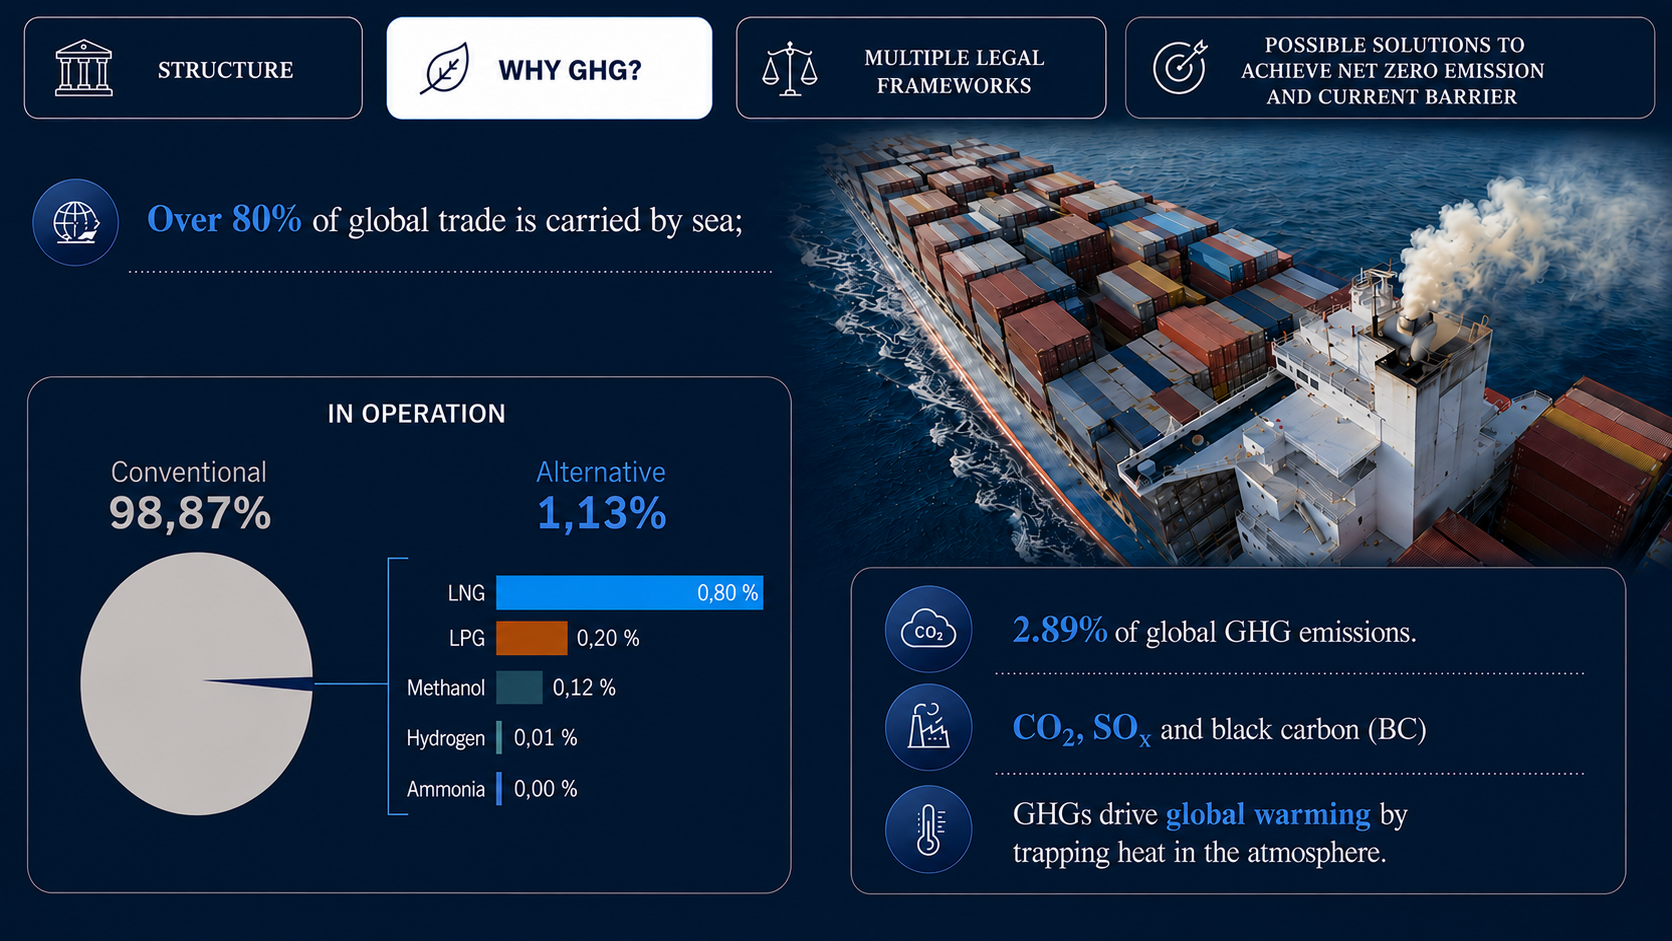 STRUCTURE
WHY GHG?
MULTIPLE LEGAL
FRAMEWORKS
POSSIBLE SOLUTIONS TO
ACHIEVE NET ZERO EMISSION
AND CURRENT BARRIER
Over 80% of global trade is carried by sea;
IN OPERATION
Conventional
98,87%
Alternative
1,13%
LNG 0,80 %
LPG 0,20 %
Methanol 0,12 %
Hydrogen 0,01 %
Ammonia 0,00 %
CO₂
2.89% of global GHG emissions.
CO₂, SOₓ and black carbon (BC)
GHGs drive global warming by
trapping heat in the atmosphere.